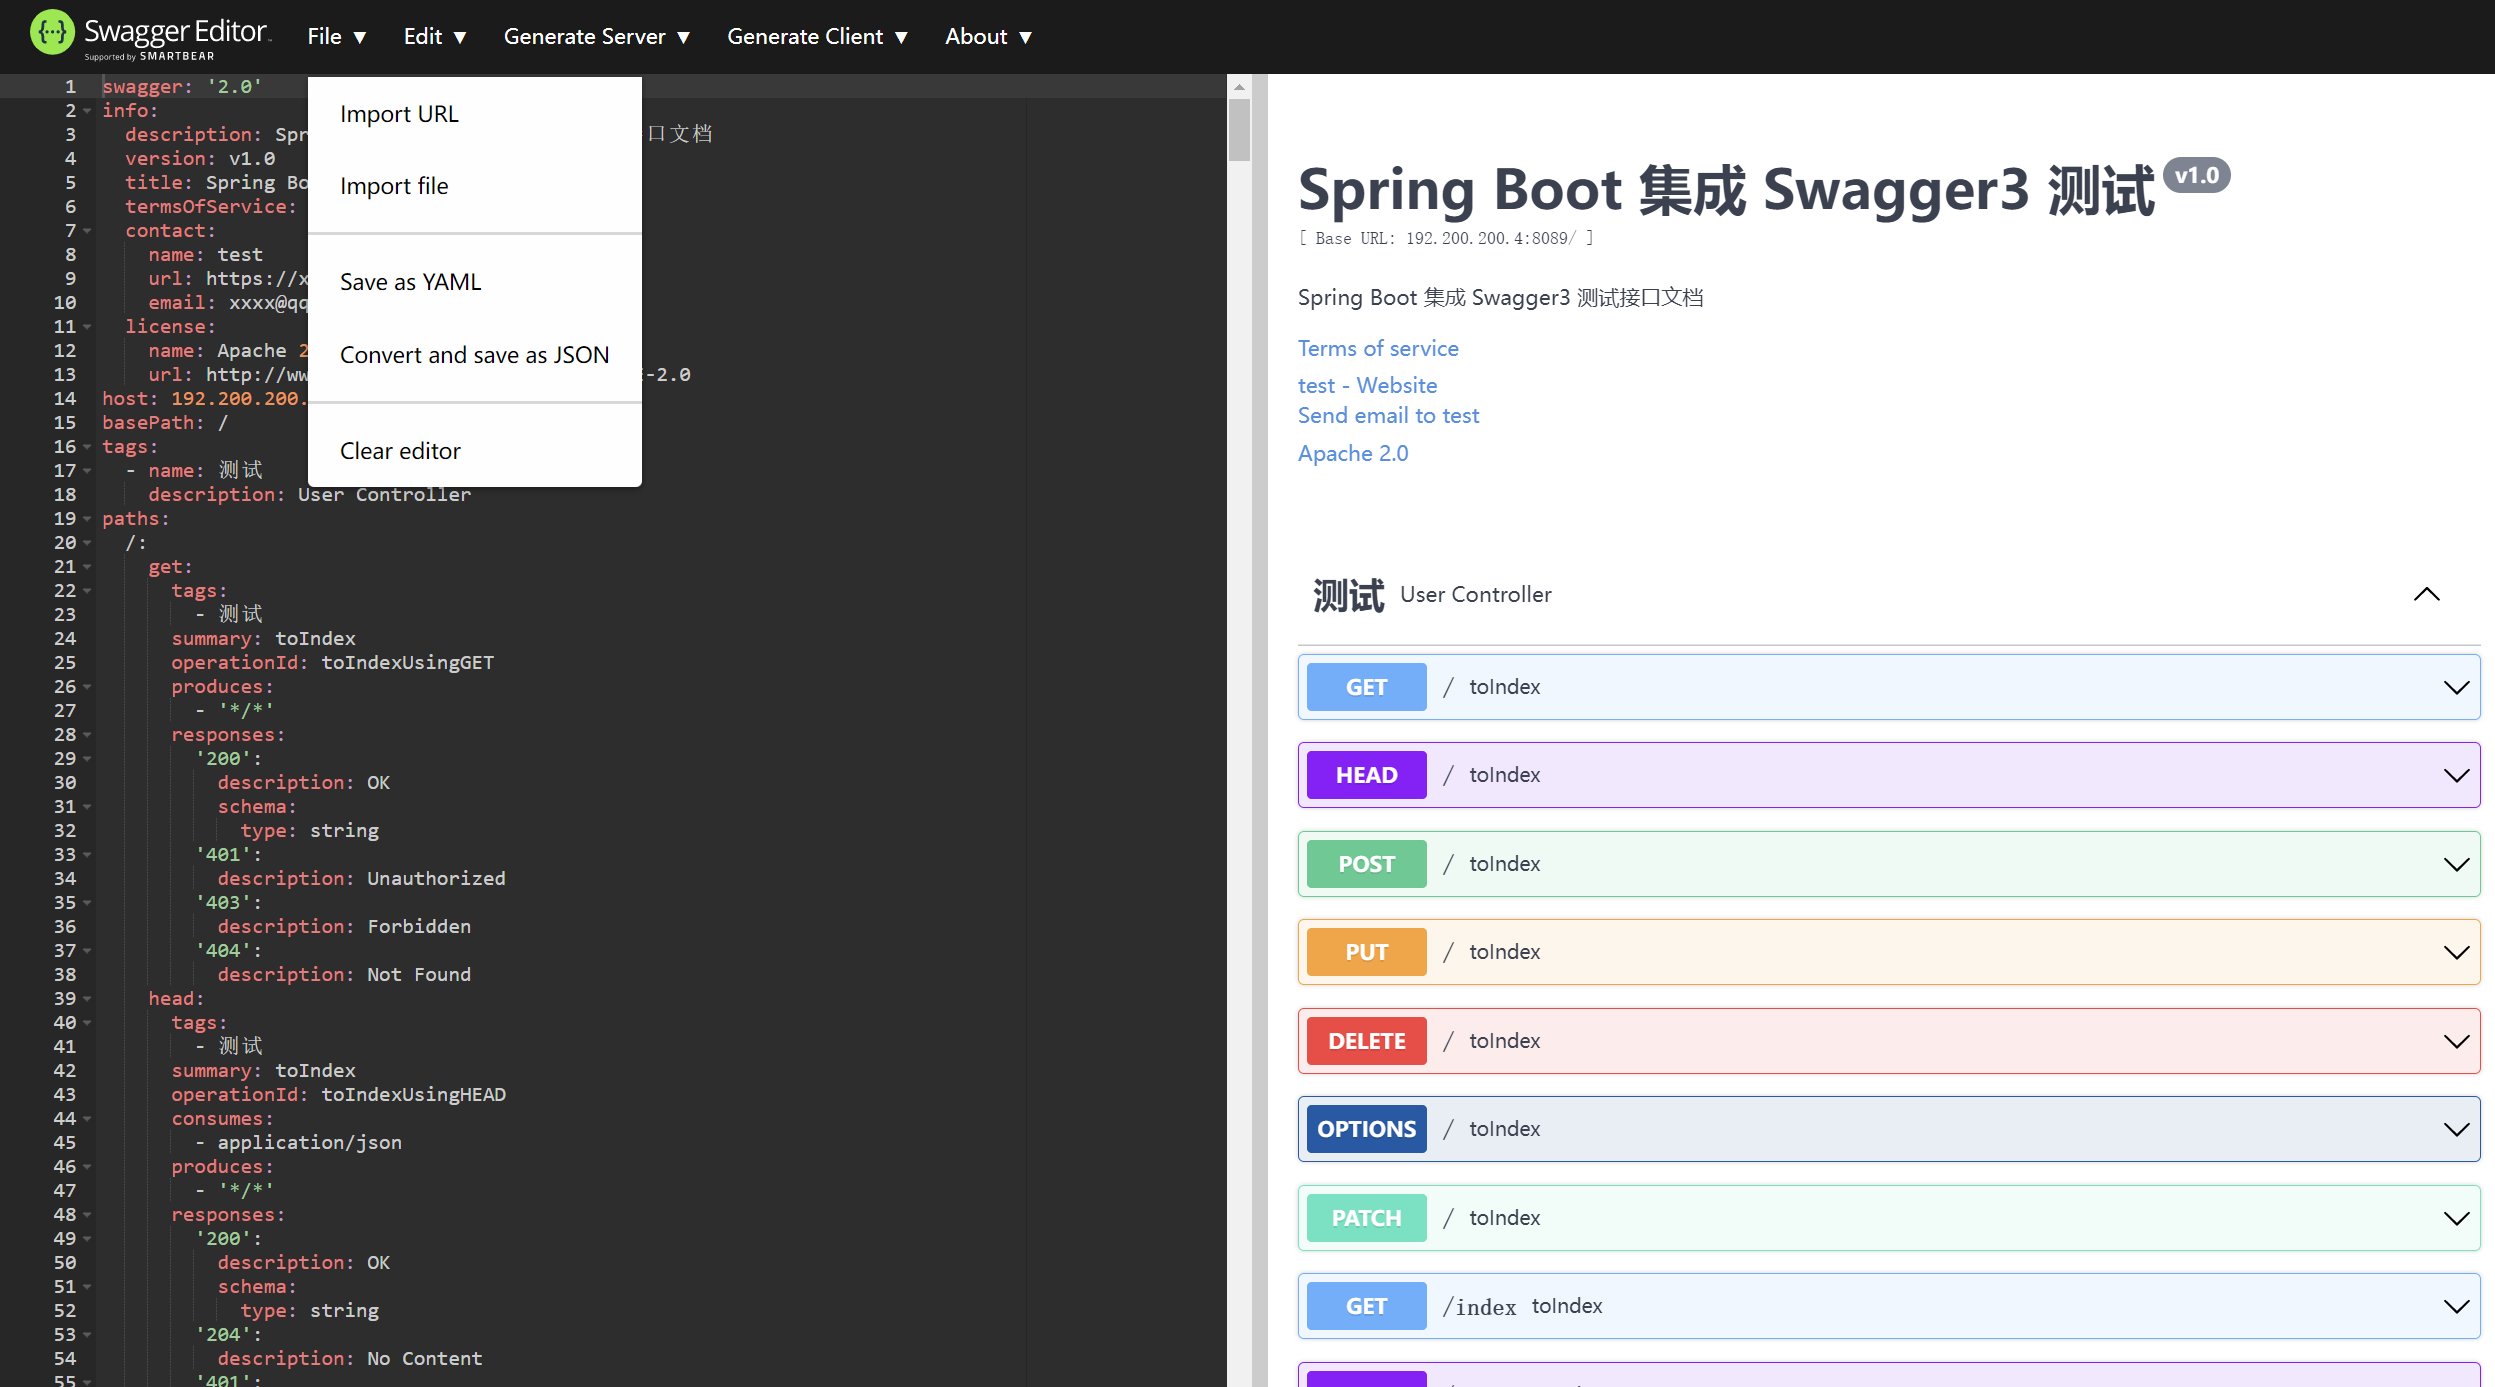 Swagger Editor
Supported by SMARTBEAR
File ▼ Edit ▼ Generate Server ▼ Generate Client ▼ About ▼
Import URL
Import file
Save as YAML
Convert and save as JSON
Clear editor
1 swagger: '2.0'
2 info:
3 description: Spr 口文档
4 version: v1.0
5 title: Spring Bo
6 termsOfService:
7 contact:
8 name: test
9 url: https://x
10 email: xxxx@qq
11 license:
12 name: Apache 2
13 url: http://ww -2.0
14 host: 192.200.200.
15 basePath: /
16 tags:
17 - name: 测试
18 description: User Controller
19 paths:
20 /:
21 get:
22 tags:
23 - 测试
24 summary: toIndex
25 operationId: toIndexUsingGET
26 produces:
27 - '*/*'
28 responses:
29 '200':
30 description: OK
31 schema:
32 type: string
33 '401':
34 description: Unauthorized
35 '403':
36 description: Forbidden
37 '404':
38 description: Not Found
39 head:
40 tags:
41 - 测试
42 summary: toIndex
43 operationId: toIndexUsingHEAD
44 consumes:
45 - application/json
46 produces:
47 - '*/*'
48 responses:
49 '200':
50 description: OK
51 schema:
52 type: string
53 '204':
54 description: No Content
55 '401':
Spring Boot 集成 Swagger3 测试 v1.0
[ Base URL: 192.200.200.4:8089/ ]
Spring Boot 集成 Swagger3 测试接口文档
Terms of service
test - Website
Send email to test
Apache 2.0
测试 User Controller
GET / toIndex
HEAD / toIndex
POST / toIndex
PUT / toIndex
DELETE / toIndex
OPTIONS / toIndex
PATCH / toIndex
GET /index toIndex